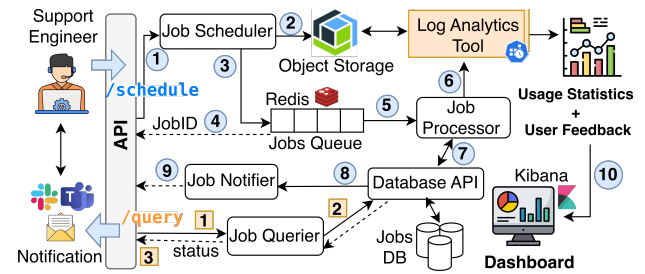 Support
Engineer
API
/schedule
1
Job Scheduler
2
Object Storage
Log Analytics
Tool
3
Redis
JobID
4
Jobs Queue
5
6
Job
Processor
Usage Statistics
+
User Feedback
7
9
Job Notifier
8
Database API
Kibana
10
Notification
/query
1
status
3
Job Querier
2
Jobs
DB
Dashboard